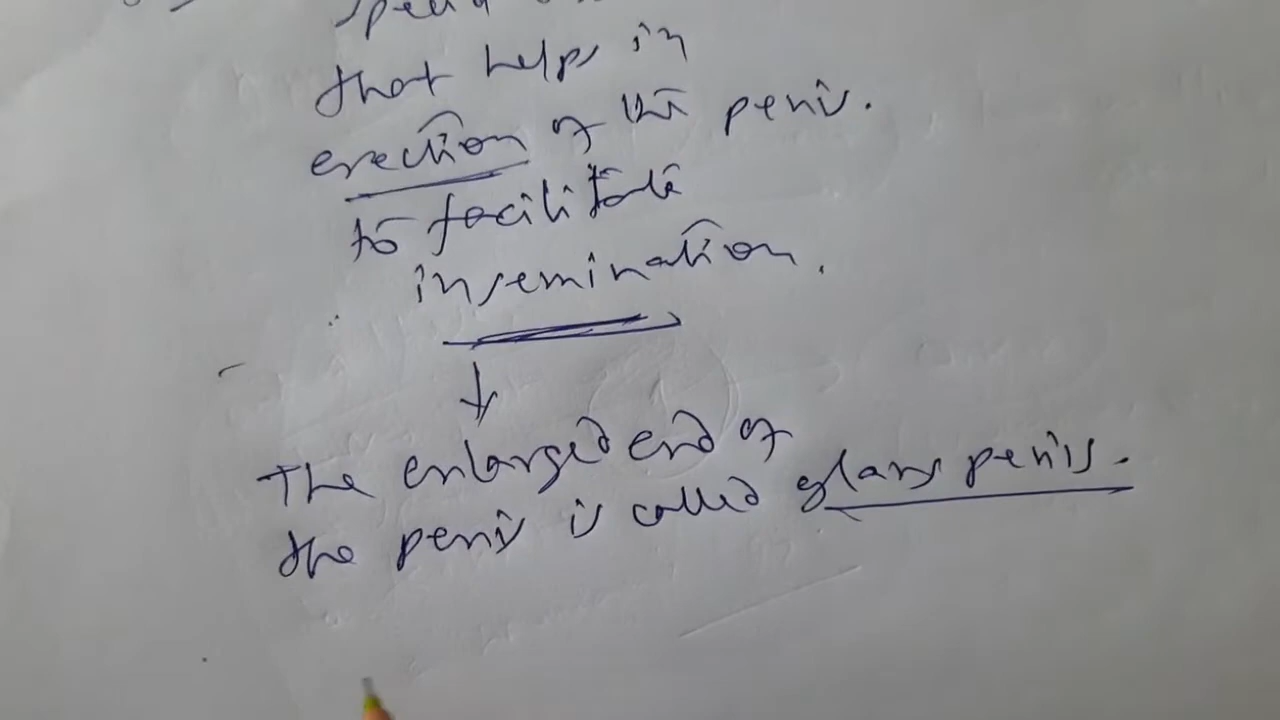 that helps in
erection of the penis.
to facilitate
insemination.
The enlarged end of
the penis is called glans penis.